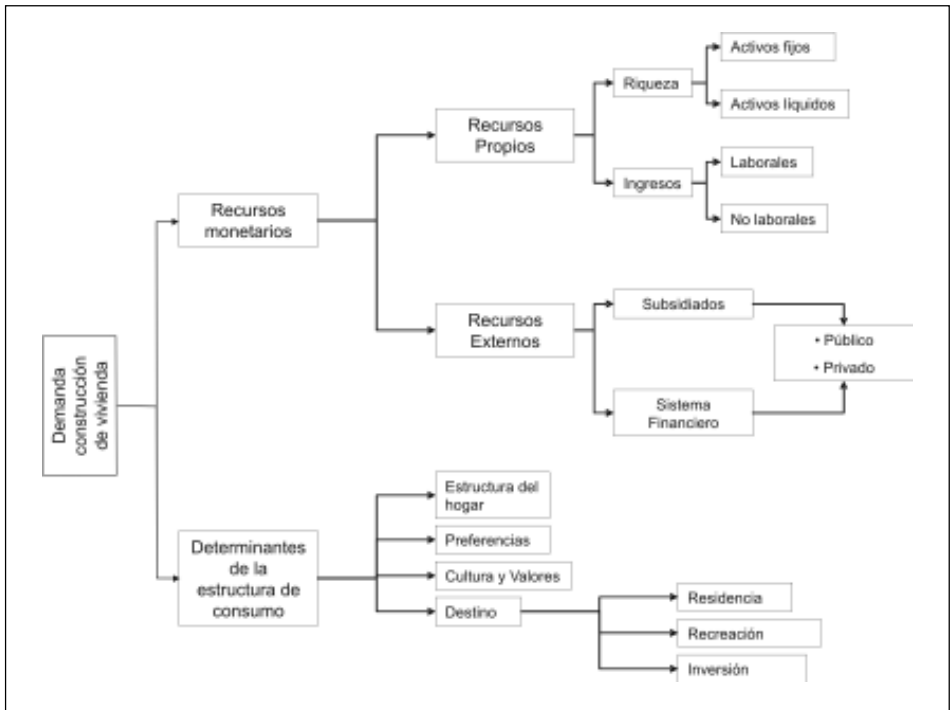 Demanda
construcción
de vivienda
Recursos
monetarios
Recursos
Propios
Riqueza
Activos fijos
Activos líquidos
Ingresos
Laborales
No laborales
Recursos
Externos
Subsidiados
Sistema
Financiero
• Público
• Privado
Determinantes
de la
estructura de
consumo
Estructura del
hogar
Preferencias
Cultura y Valores
Destino
Residencia
Recreación
Inversión